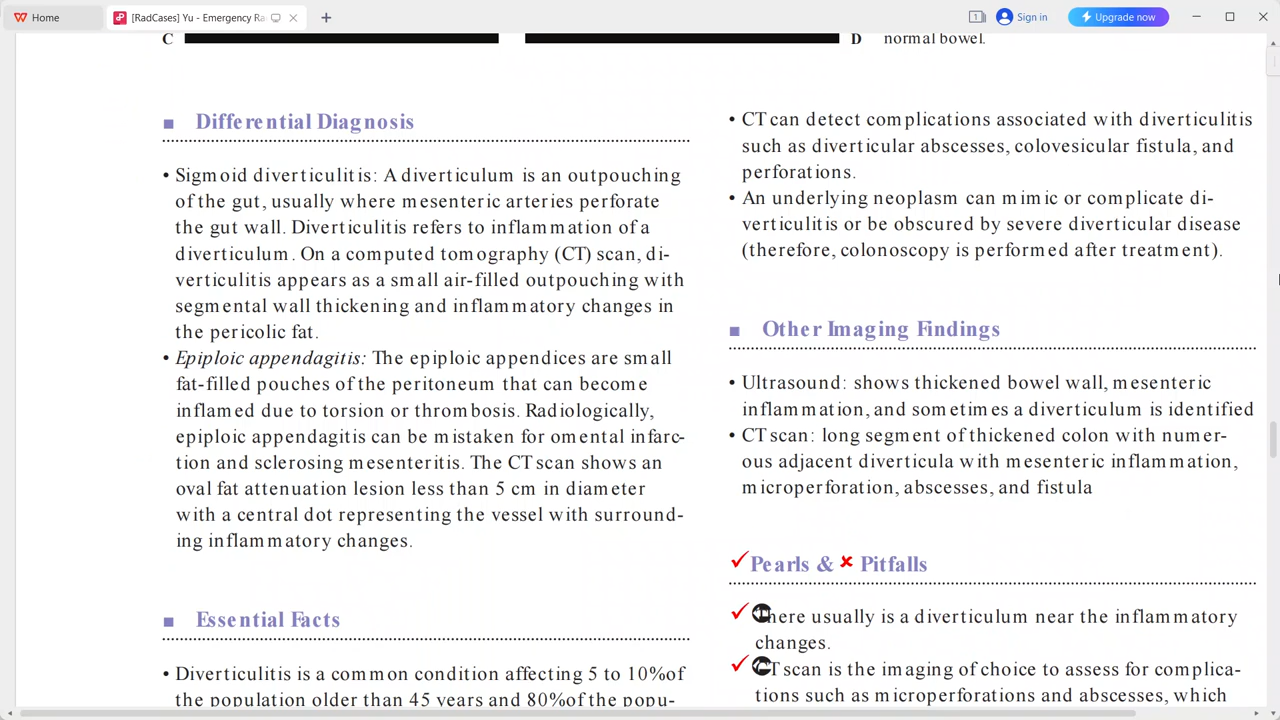 Home
[RadCases] Yu - Emergency Ra
1
Sign in
Upgrade now
C
D
normal bowel.
Differential Diagnosis
• Sigmoid diverticulitis: A diverticulum is an outpouching
of the gut, usually where mesenteric arteries perforate
the gut wall. Diverticulitis refers to inflammation of a
diverticulum. On a computed tomography (CT) scan, di-
verticulitis appears as a small air-filled outpouching with
segmental wall thickening and inflammatory changes in
the pericolic fat.
• Epiploic appendagitis: The epiploic appendices are small
fat-filled pouches of the peritoneum that can become
inflamed due to torsion or thrombosis. Radiologically,
epiploic appendagitis can be mistaken for omental infarc-
tion and sclerosing mesenteritis. The CT scan shows an
oval fat attenuation lesion less than 5 cm in diameter
with a central dot representing the vessel with surround-
ing inflammatory changes.
Essential Facts
• Diverticulitis is a common condition affecting 5 to 10% of
the population older than 45 years and 80% of the popu-
• CT can detect complications associated with diverticulitis
such as diverticular abscesses, colovesicular fistula, and
perforations.
• An underlying neoplasm can mimic or complicate di-
verticulitis or be obscured by severe diverticular disease
(therefore, colonoscopy is performed after treatment).
Other Imaging Findings
• Ultrasound: shows thickened bowel wall, mesenteric
inflammation, and sometimes a diverticulum is identified
• CT scan: long segment of thickened colon with numer-
ous adjacent diverticula with mesenteric inflammation,
microperforation, abscesses, and fistula
✓ Pearls & ✗ Pitfalls
✓ There usually is a diverticulum near the inflammatory
changes.
✓ CT scan is the imaging of choice to assess for complica-
tions such as microperforations and abscesses, which